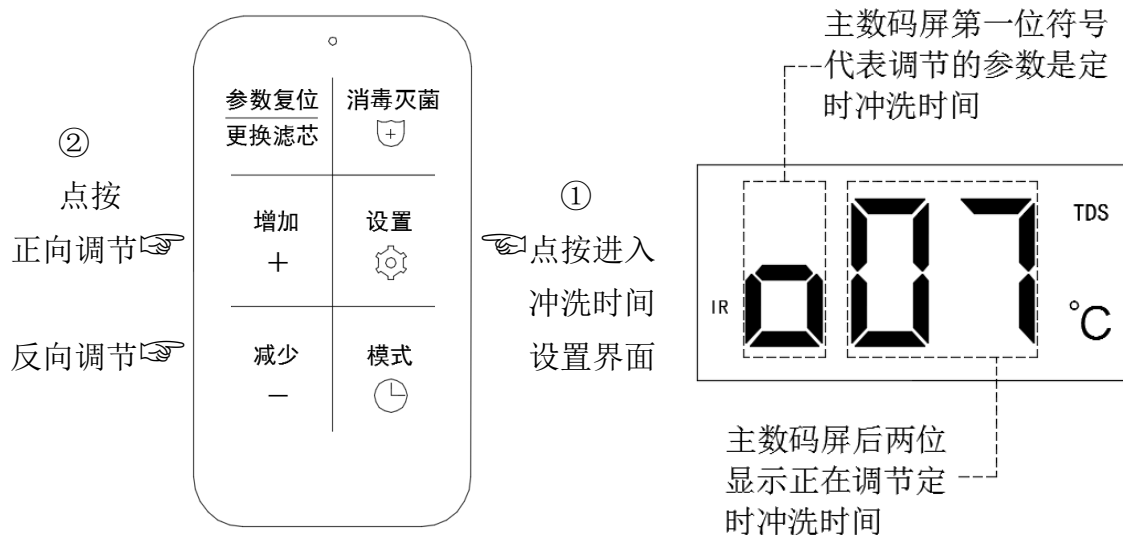 主数码屏第一位符号
代表调节的参数是定
时冲洗时间
参数复位
更换滤芯
消毒灭菌
②
点按
正向调节
反向调节
增加
+
设置
减少
−
模式
①
点按进入
冲洗时间
设置界面
IR
o07
TDS
℃
主数码屏后两位
显示正在调节定
时冲洗时间